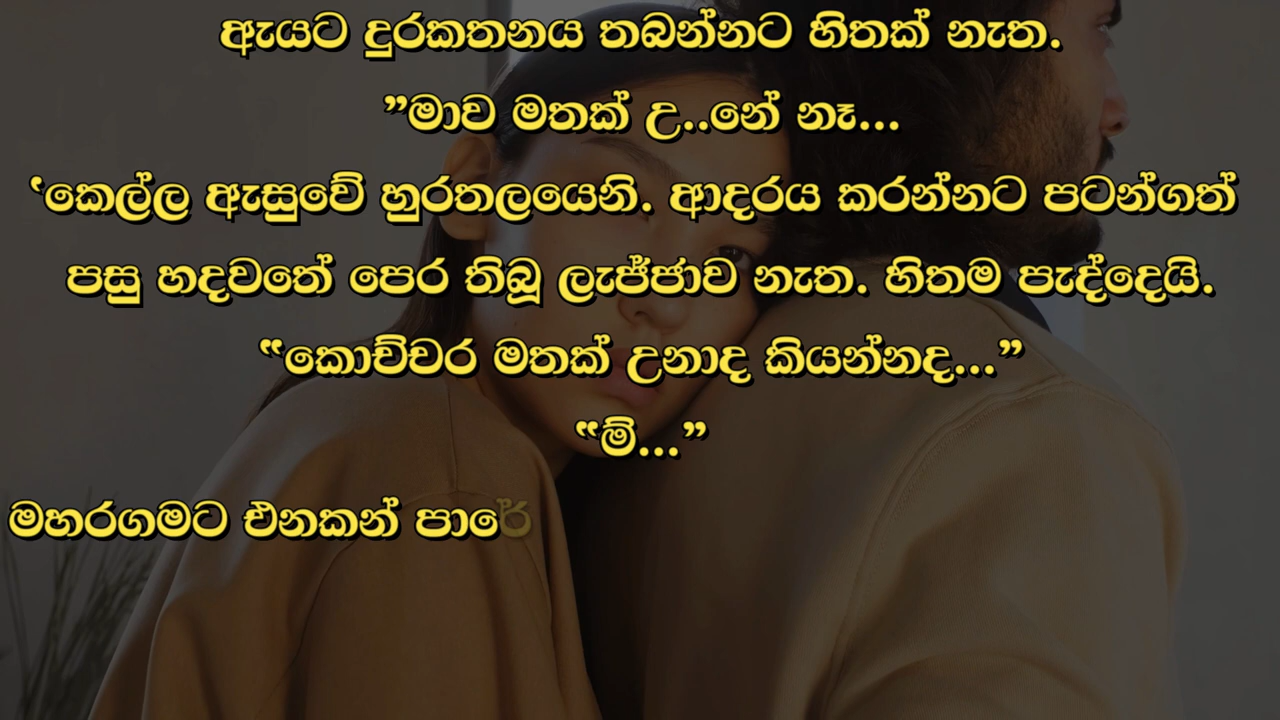 ඇයට දුරකතනය තබන්නට හිතක් නැත.
”මාව මතක් උ..නේ නෑ...
‘කෙල්ල ඇසුවේ හුරතලයෙනි. ආදරය කරන්නට පටන්ගත්
පසු හදවතේ පෙර තිබූ ලැජ්ජාව නැත. හිතම පැද්දෙයි.
“කොච්චර මතක් උනාද කියන්නද...”
“ම්...”
මහරගමට එනකන් පාරේ